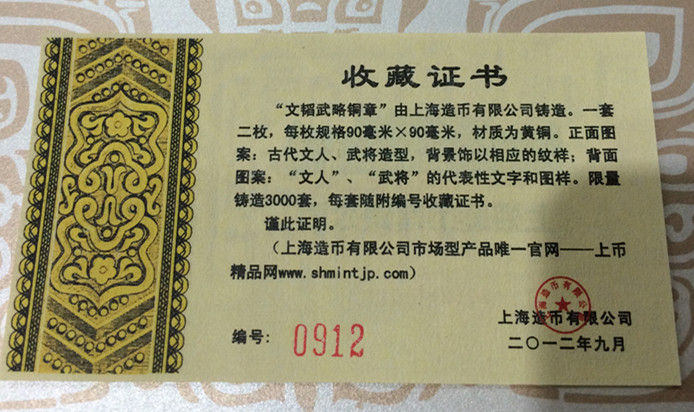 收藏证书
“文韬武略铜章”由上海造币有限公司铸造。一套
二枚，每枚规格90毫米×90毫米，材质为黄铜。正面图
案：古代文人、武将造型，背景饰以相应的纹样；背面
图案：“文人”、“武将”的代表性文字和图样。限量
铸造3000套，每套随附编号收藏证书。
谨此证明。
（上海造币有限公司市场型产品唯一官网——上币
精品网www.shmintjp.com）
编号：0912
上海造币有限公司
二〇一二年九月